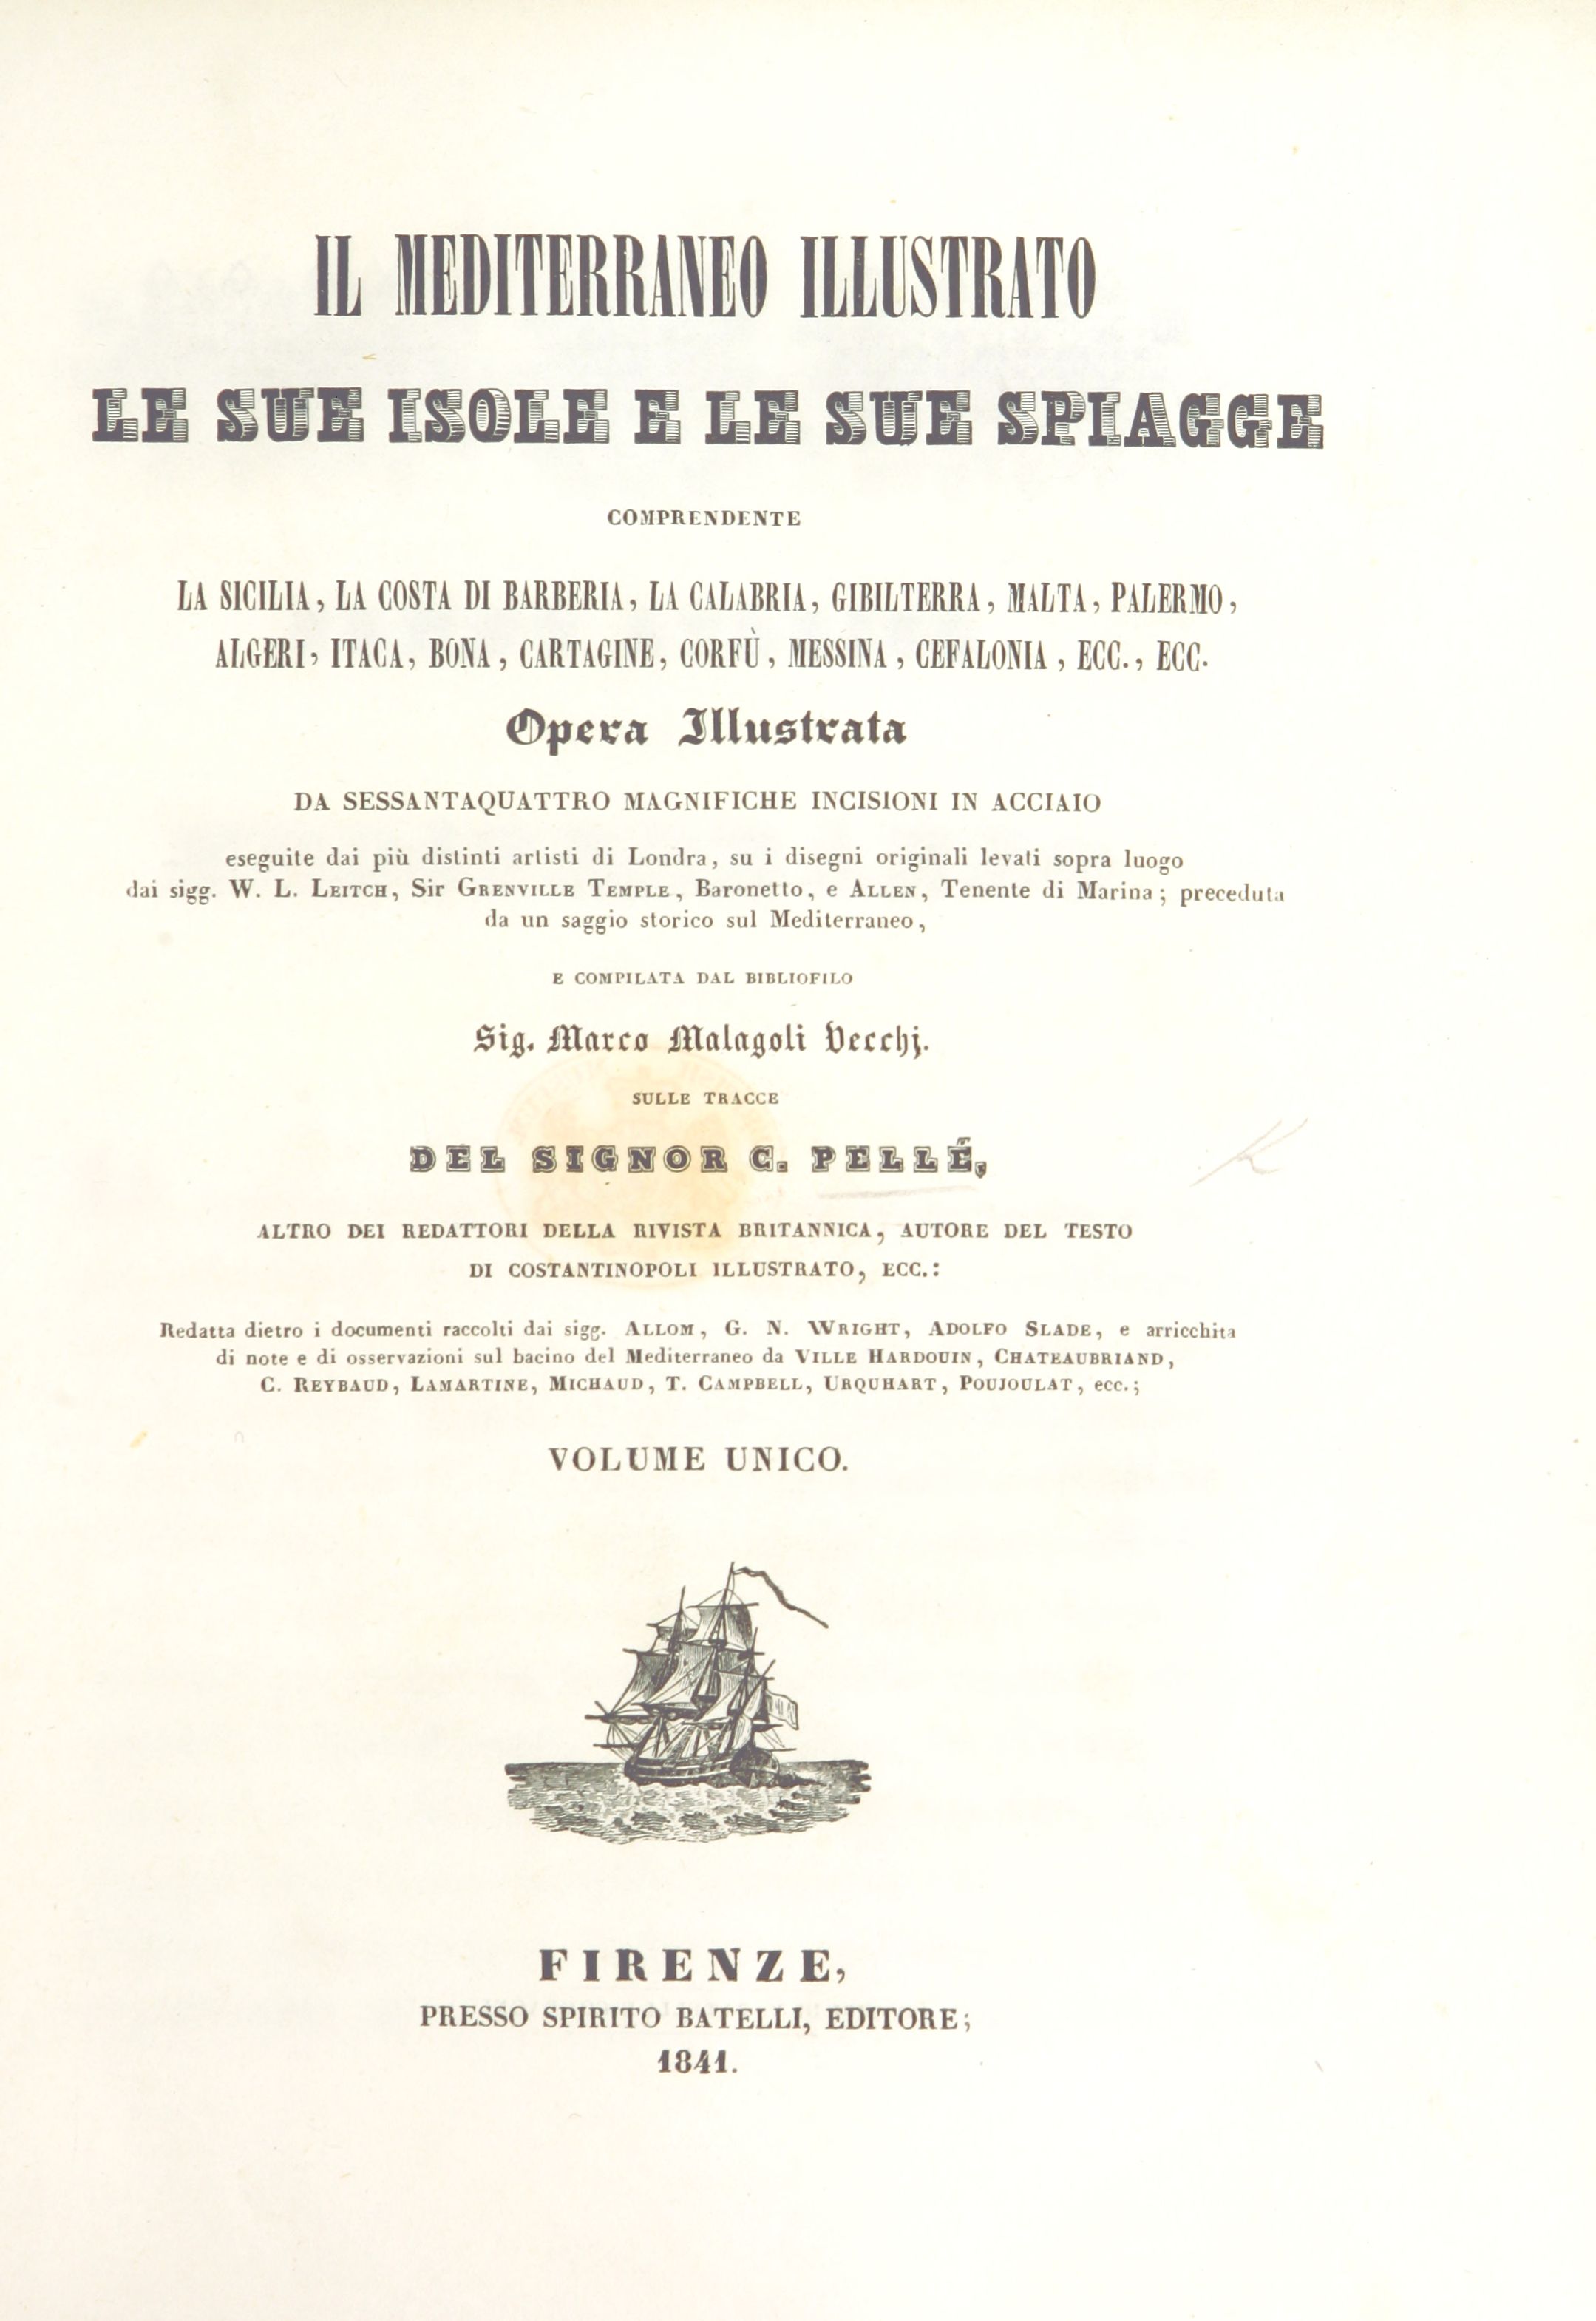 IL MEDITERRANEO ILLUSTRATO
LE SUE ISOLE E LE SUE SPIAGGE
COMPRENDENTE
LA SICILIA, LA COSTA DI BARBERIA, LA CALABRIA, GIBILTERRA, MALTA, PALERMO,
ALGERI, ITACA, BONA, CARTAGINE, CORFÙ, MESSINA, CEFALONIA, ECC., ECC.
Opera Illustrata
DA SESSANTAQUATTRO MAGNIFICHE INCISIONI IN ACCIAIO
eseguite dai più distinti artisti di Londra, su i disegni originali levati sopra luogo
dai sigg. W. L. LEITCH, Sir GRENVILLE TEMPLE, Baronetto, e ALLEN, Tenente di Marina; preceduta
da un saggio storico sul Mediterraneo,
E COMPILATA DAL BIBLIOFILO
Sig. Marco Malagoli Vecchj.
SULLE TRACCE
DEL SIGNOR C. PELLÉ,
ALTRO DEI REDATTORI DELLA RIVISTA BRITANNICA, AUTORE DEL TESTO
DI COSTANTINOPOLI ILLUSTRATO, ECC.:
Redatta dietro i documenti raccolti dai sigg. ALLOM, G. N. WRIGHT, ADOLFO SLADE, e arricchita
di note e di osservazioni sul bacino del Mediterraneo da VILLE HARDOUIN, CHATEAUBRIAND,
C. REYBAUD, LAMARTINE, MICHAUD, T. CAMPBELL, URQUHART, POUJOULAT, ecc.;
VOLUME UNICO.
FIRENZE,
PRESSO SPIRITO BATELLI, EDITORE;
1841.